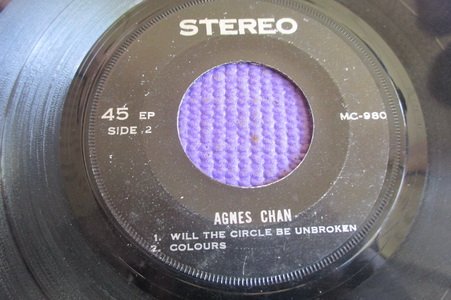 STEREO
45 EP
SIDE 2
MC-980
AGNES CHAN
1. WILL THE CIRCLE BE UNBROKEN
2. COLOURS